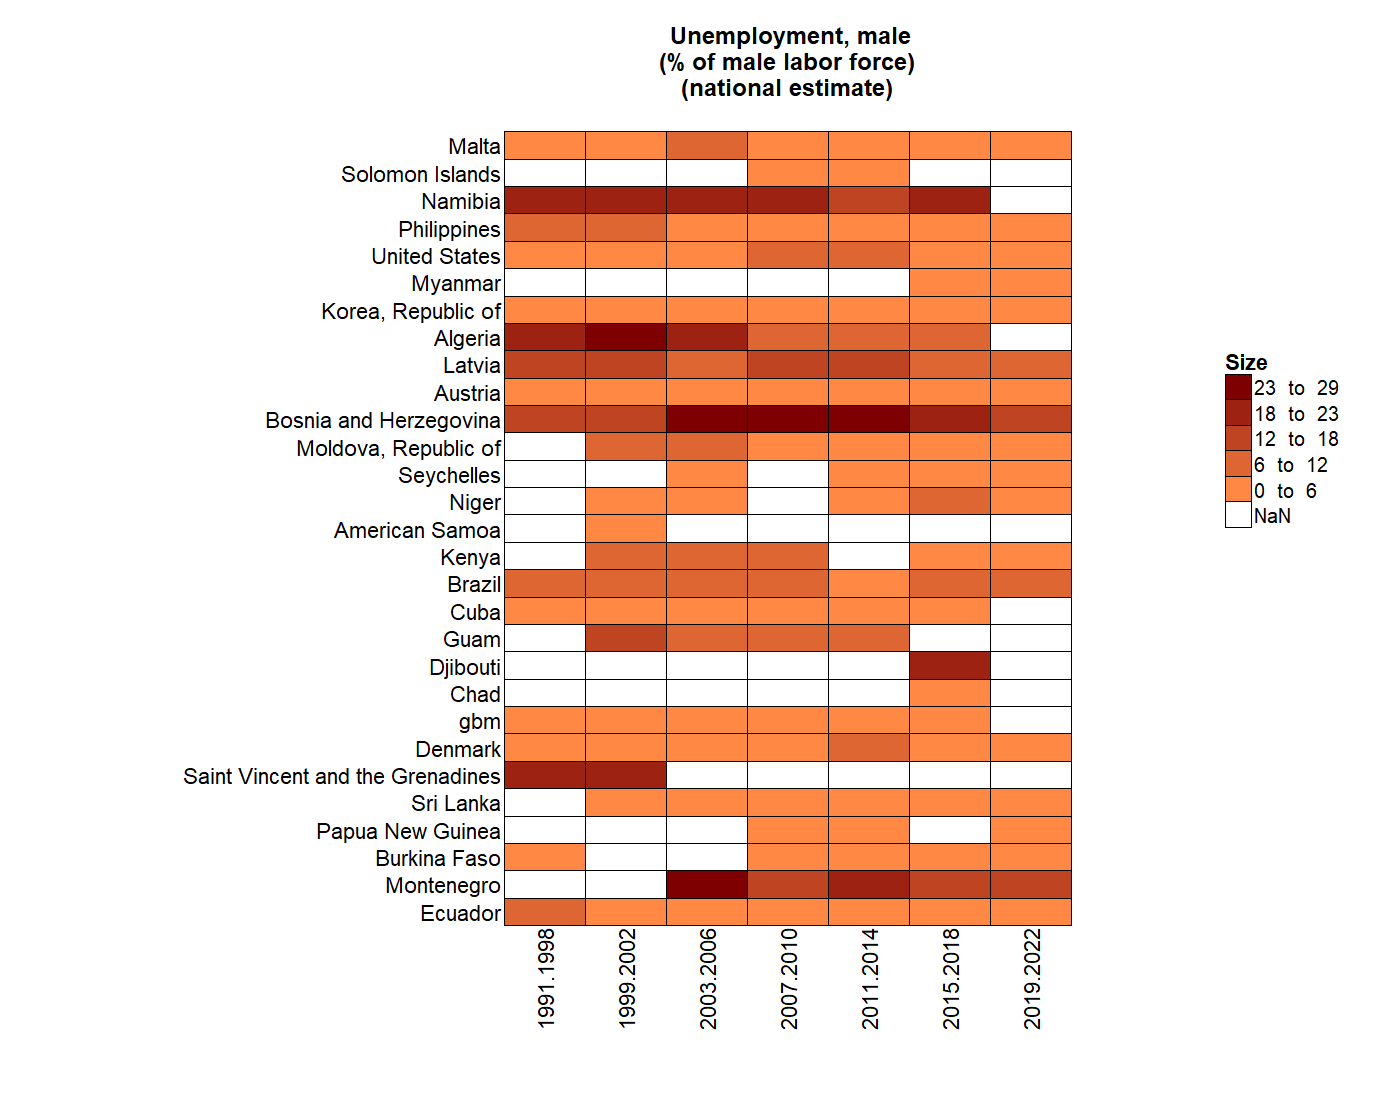 Unemployment, male
(% of male labor force)
(national estimate)
Malta
Solomon Islands
Namibia
Philippines
United States
Myanmar
Korea, Republic of
Algeria
Latvia
Austria
Bosnia and Herzegovina
Moldova, Republic of
Seychelles
Niger
American Samoa
Kenya
Brazil
Cuba
Guam
Djibouti
Chad
gbm
Denmark
Saint Vincent and the Grenadines
Sri Lanka
Papua New Guinea
Burkina Faso
Montenegro
Ecuador
1991.1998
1999.2002
2003.2006
2007.2010
2011.2014
2015.2018
2019.2022
Size
23 to 29
18 to 23
12 to 18
6 to 12
0 to 6
NaN